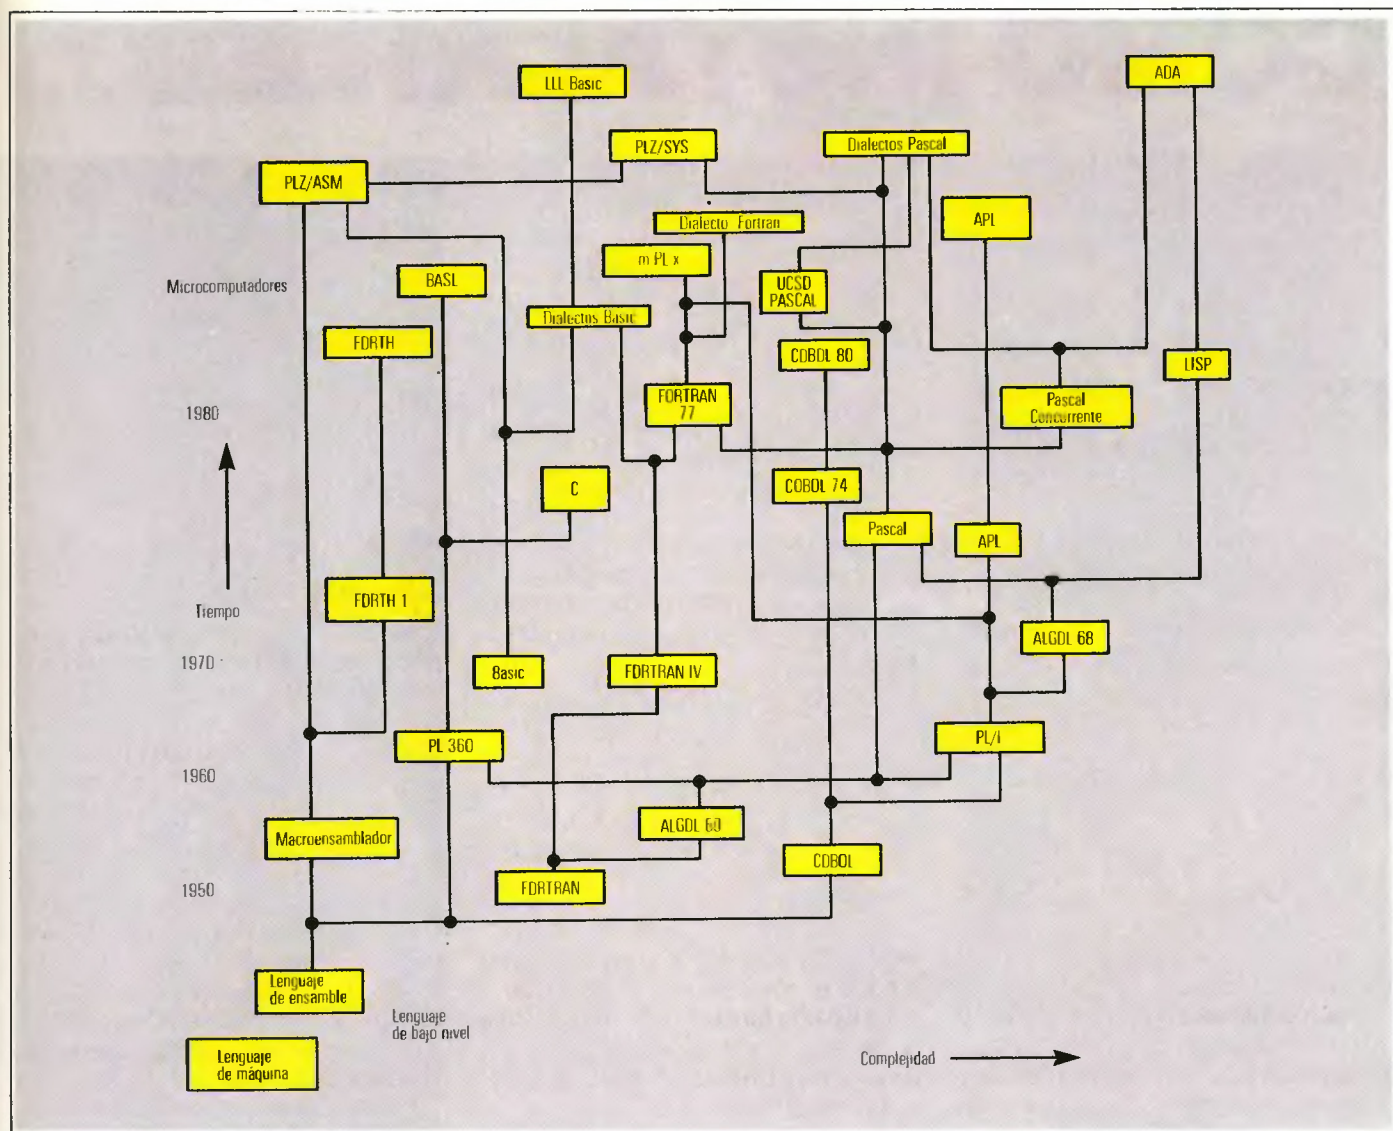 ADA
LLL Basic
PLZ/SYS
Dialectos Pascal
PLZ/ASM
APL
Dialecto Fortran
m PL x
BASL
UCSD
PASCAL
Microcomputadores
Dialectos Basic
FORTH
COBOL 80
LISP
FORTRAN
77
Pascal
Concurrente
1980
C
COBOL 74
Pascal
APL
FORTH 1
Tiempo
ALGOL 68
1970
Basic
FORTRAN IV
PL 360
PL/I
1960
Macroensamblador
ALGOL 60
COBOL
1950
FORTRAN
Lenguaje
de ensamble
Lenguaje
de bajo nivel
Lenguaje
de máquina
Complejidad